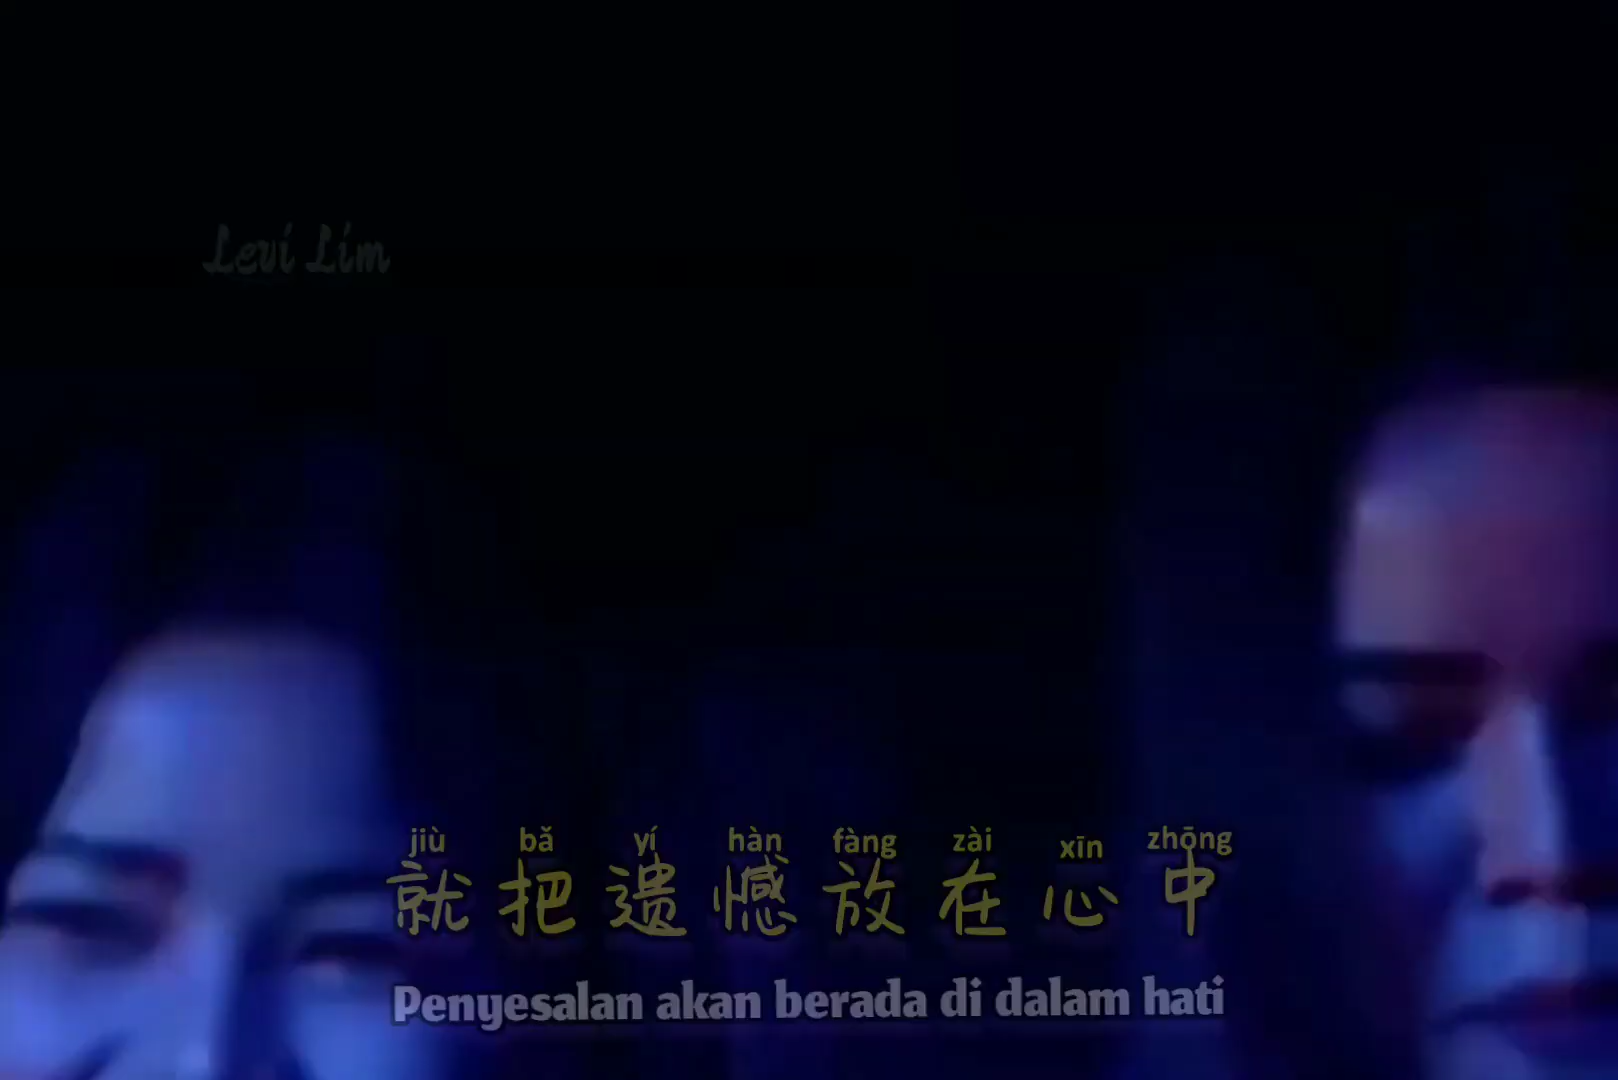 Levi Lim
jiù bǎ yí hàn fàng zài xīn zhōng
就把遗憾放在心中
Penyesalan akan berada di dalam hati